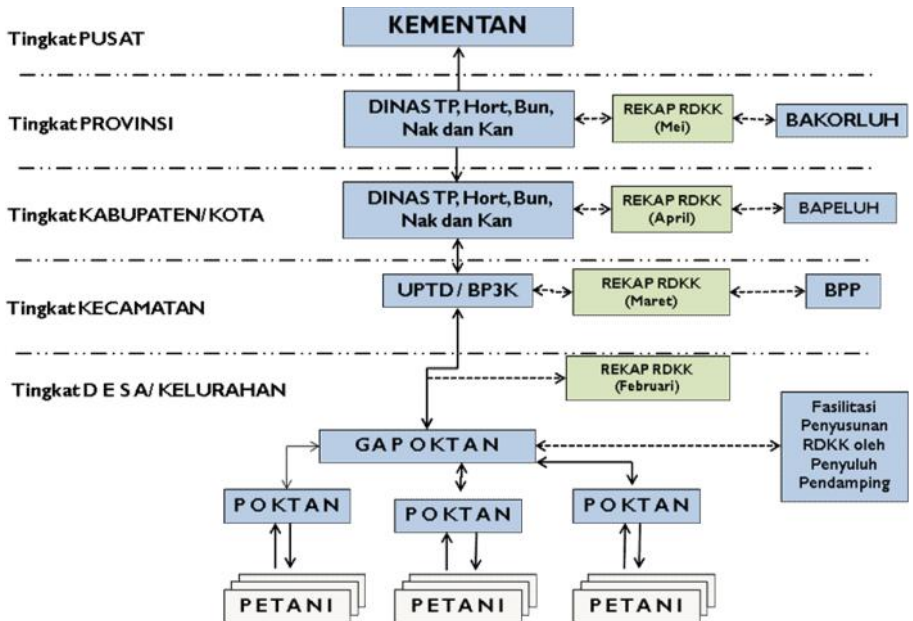 KEMENTAN
Tingkat PUSAT
Tingkat PROVINSI
DINAS TP, Hort, Bun,
Nak dan Kan
REKAP RDKK
(Mei)
BAKORLUH
Tingkat KABUPATEN/ KOTA
DINAS TP, Hort, Bun,
Nak dan Kan
REKAP RDKK
(April)
BAPELUH
Tingkat KECAMATAN
UPTD / BP3K
REKAP RDKK
(Maret)
BPP
Tingkat D E S A/ KELURAHAN
REKAP RDKK
(Februari)
GAPOKTAN
Fasilitasi
Penyusunan
RDKK oleh
Penyuluh
Pendamping
POKTAN
POKTAN
POKTAN
PETANI
PETANI
PETANI